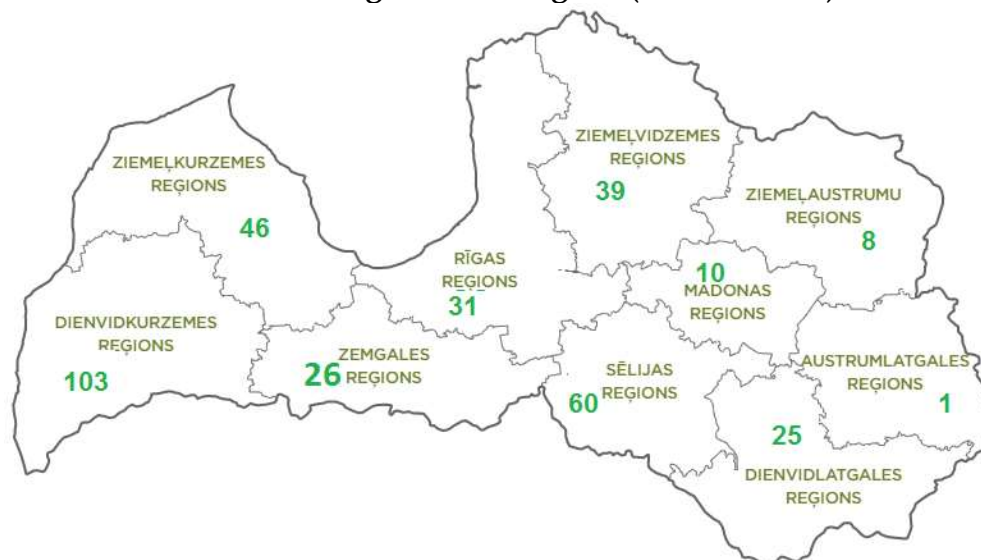 ZIEMEĻKURZEMES
REĢIONS
46
ZIEMEĻVIDZEMES
REĢIONS
39
ZIEMEĻAUSTRUMU
REĢIONS
8
RĪGAS
REĢIONS
31
10
MADONAS
REĢIONS
DIENVIDKURZEMES
REĢIONS
103
ZEMGALES
26 REĢIONS
SĒLIJAS
REĢIONS
60
AUSTRUMLATGALES
REĢIONS
1
25
DIENVIDLATGALES
REĢIONS